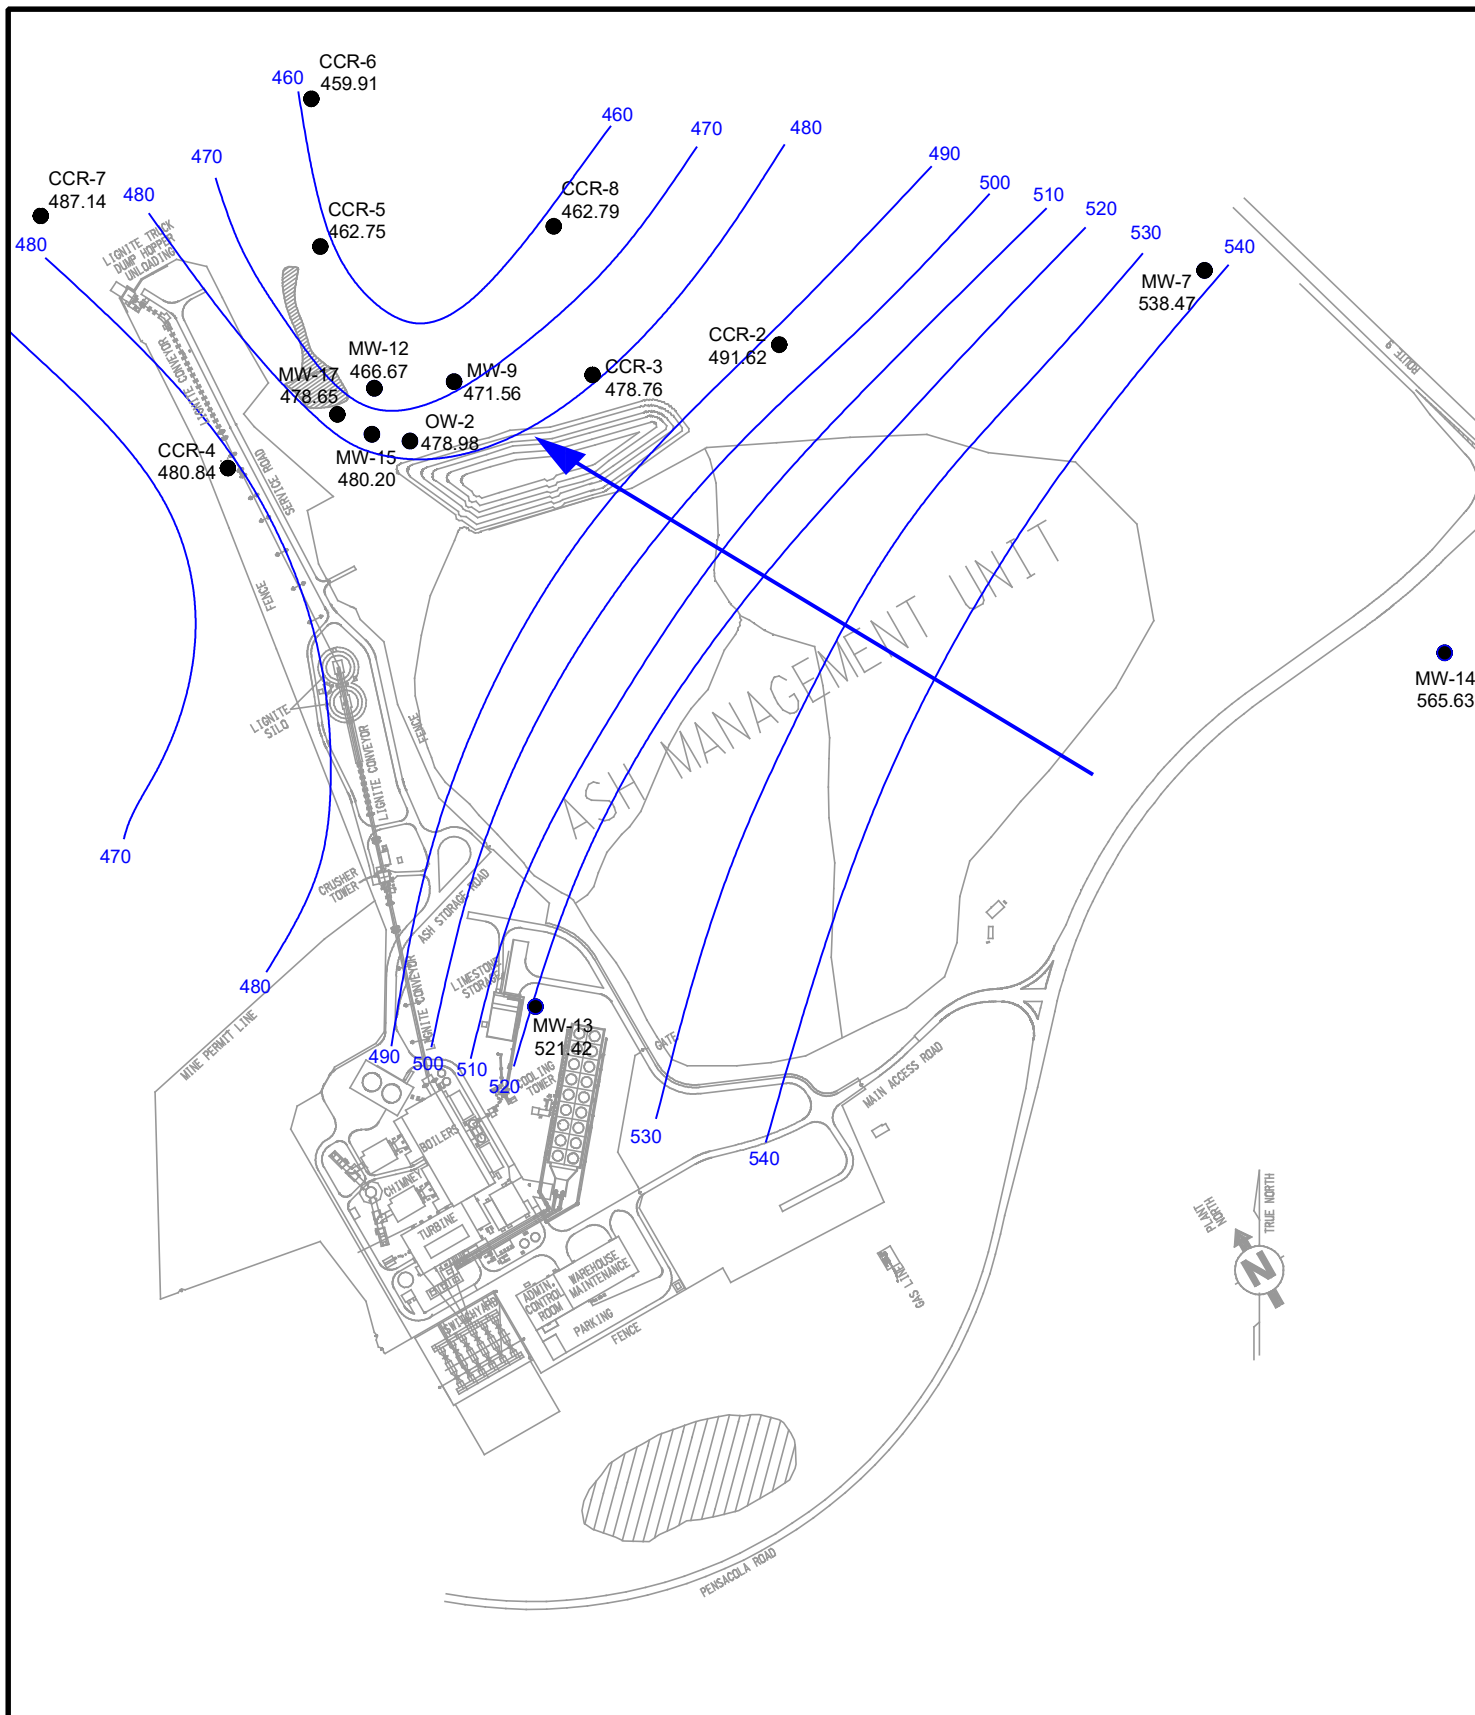 CCR-6
459.91
460
460
470
480
470
490
CCR-7
487.14
480
500
510
520
CCR-8
462.79
CCR-5
462.75
480
530
540
LIGNITE TRUCK
DUMP HOPPER
UNLOADING
MW-7
538.47
CCR-2
491.62
ROUTE 9
LIGNITE CONVEYOR
MW-12
466.67
MW-17
478.65
MW-9
471.56
CCR-3
478.76
OW-2
478.98
MW-15
480.20
CCR-4
480.84
SERVICE ROAD
FENCE
ASH MANAGEMENT UNIT
MW-14
565.63
LIGNITE
SILO
FENCE
LIGNITE CONVEYOR
470
CRUSHER
TOWER
ASH STORAGE ROAD
480
LIMESTONE
STORAGE
LIGNITE CONVEYOR
MINE PERMIT LINE
MW-13
521.42
GATE
490
500
510
520
COOLING
TOWER
MAIN ACCESS ROAD
530
540
BOILERS
CHIMNEY
TURBINE
PLANT
NORTH
TRUE NORTH
N
WAREHOUSE
MAINTENANCE
ADMIN.
CONTROL
ROOM
GAS LINE
SWITCHYARD
PARKING
FENCE
PENSACOLA ROAD